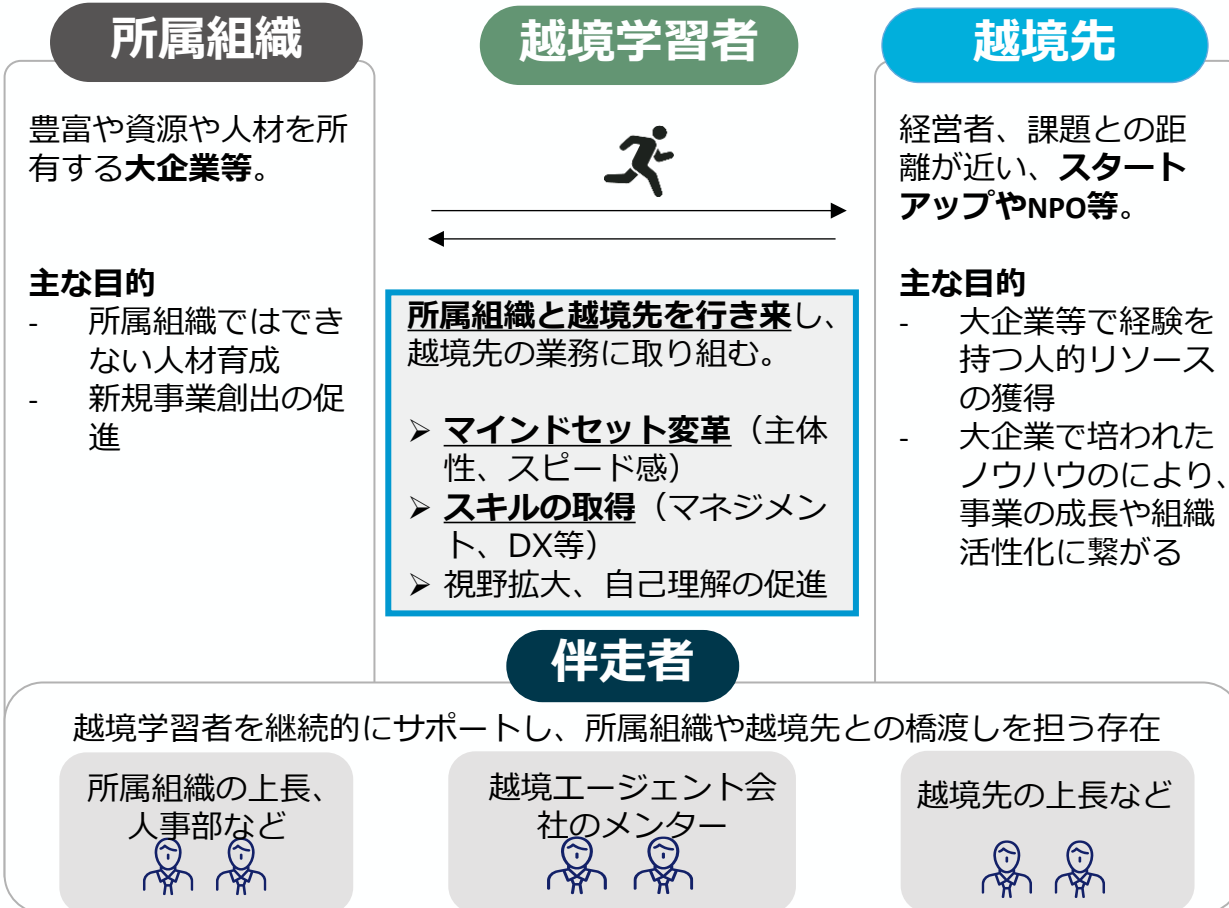 所属組織
豊富や資源や人材を所
有する大企業等。
主な目的
- 所属組織ではでき
ない人材育成
- 新規事業創出の促
進
越境学習者
所属組織と越境先を行き来し、
越境先の業務に取り組む。
➢ マインドセット変革（主体
性、スピード感）
➢ スキルの取得（マネジメン
ト、DX等）
➢ 視野拡大、自己理解の促進
越境先
経営者、課題との距
離が近い、スタート
アップやNPO等。
主な目的
- 大企業等で経験を
持つ人的リソース
の獲得
- 大企業で培われた
ノウハウのにより、
事業の成長や組織
活性化に繋がる
伴走者
越境学習者を継続的にサポートし、所属組織や越境先との橋渡しを担う存在
所属組織の上長、
人事部など
越境エージェント会
社のメンター
越境先の上長など